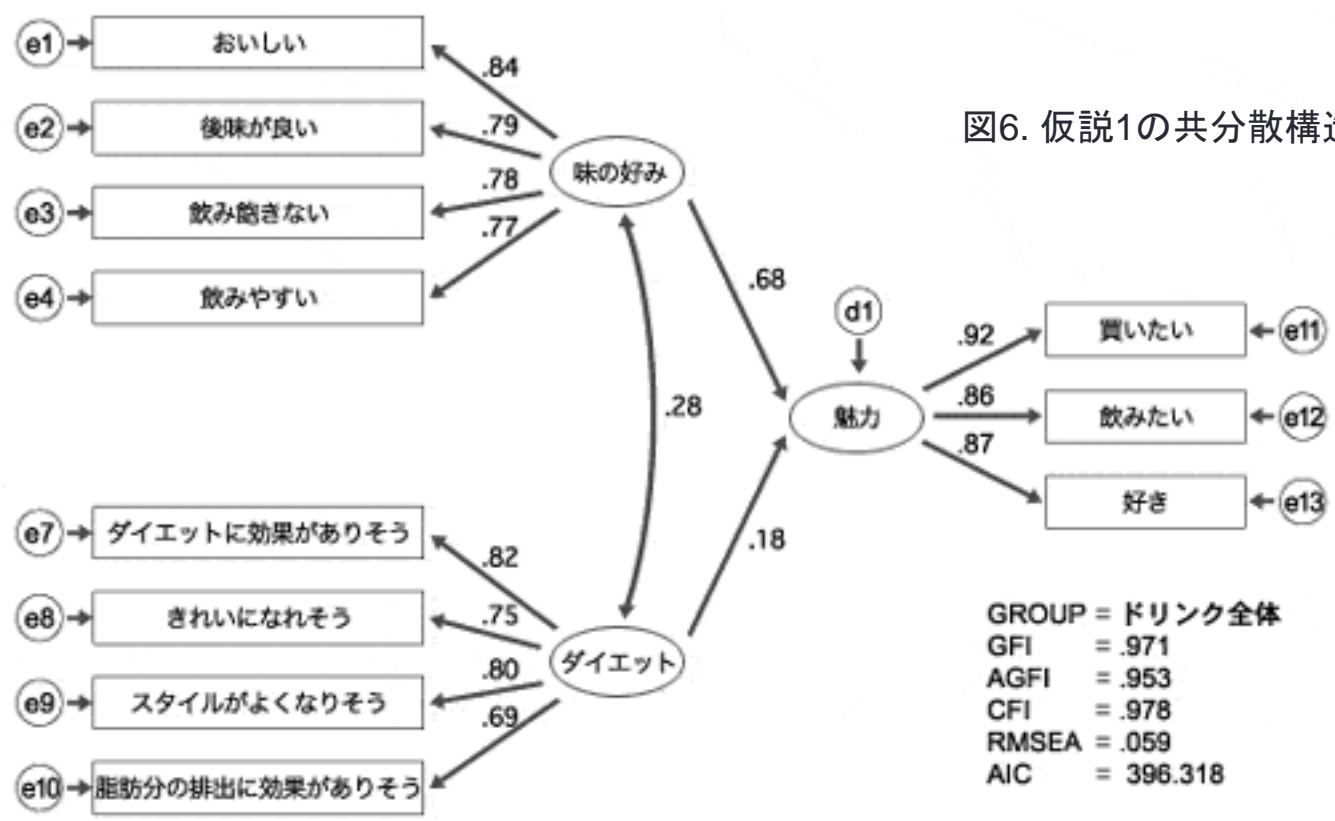 図6. 仮説1の共分散構造
e1
おいしい
.84
e2
後味が良い
.79
味の好み
e3
飲み飽きない
.78
.77
e4
飲みやすい
.68
d1
.92
買いたい
e11
.28
魅力
.86
飲みたい
e12
.87
好き
e13
.18
e7
ダイエットに効果がありそう
.82
e8
きれいになれそう
.75
ダイエット
e9
スタイルがよくなりそう
.80
.69
e10
脂肪分の排出に効果がありそう
GROUP = ドリンク全体
GFI = .971
AGFI = .953
CFI = .978
RMSEA = .059
AIC = 396.318